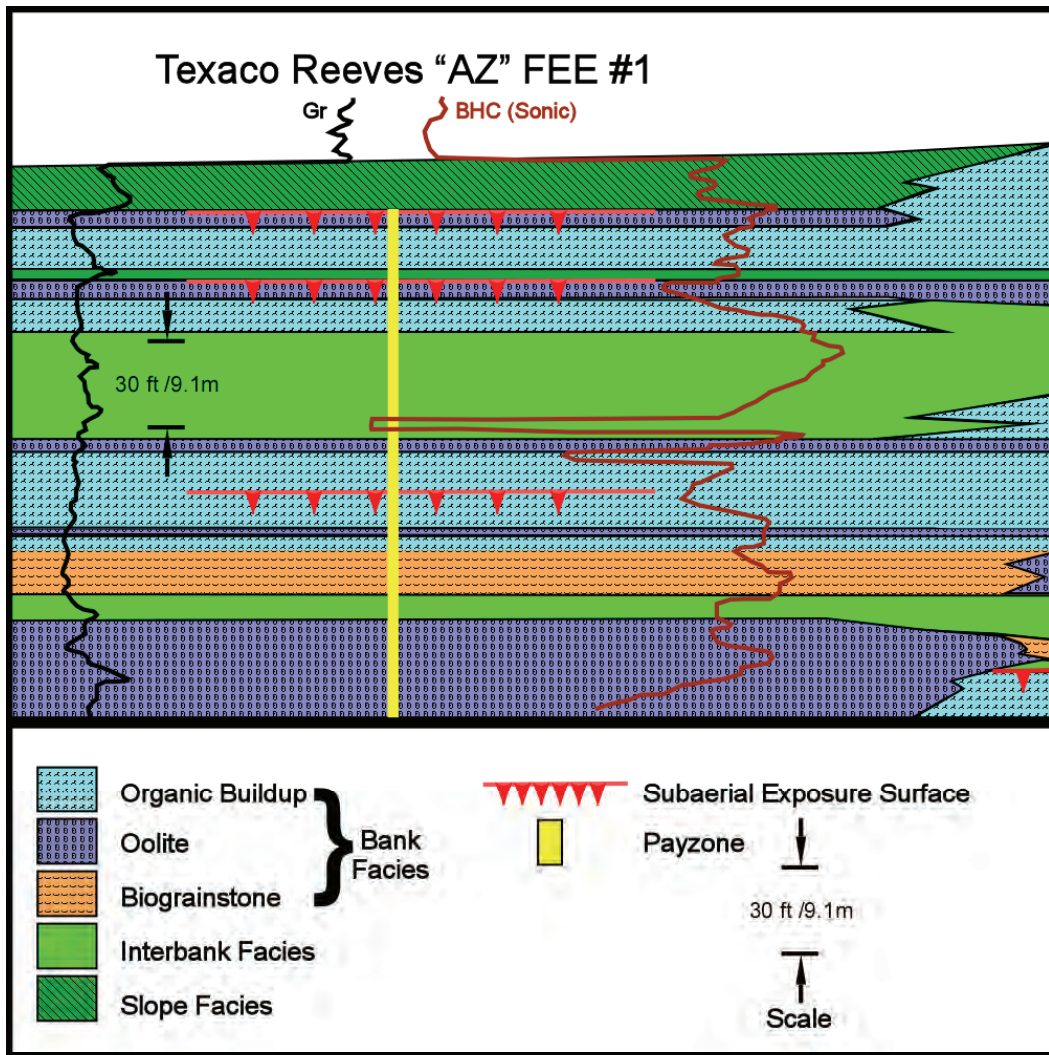 Texaco Reeves “AZ” FEE #1
Gr
BHC (Sonic)
30 ft /9.1m
Organic Buildup
Oolite
Biograinstone
Bank
Facies
Interbank Facies
Slope Facies
Subaerial Exposure Surface
Payzone
30 ft /9.1m
Scale